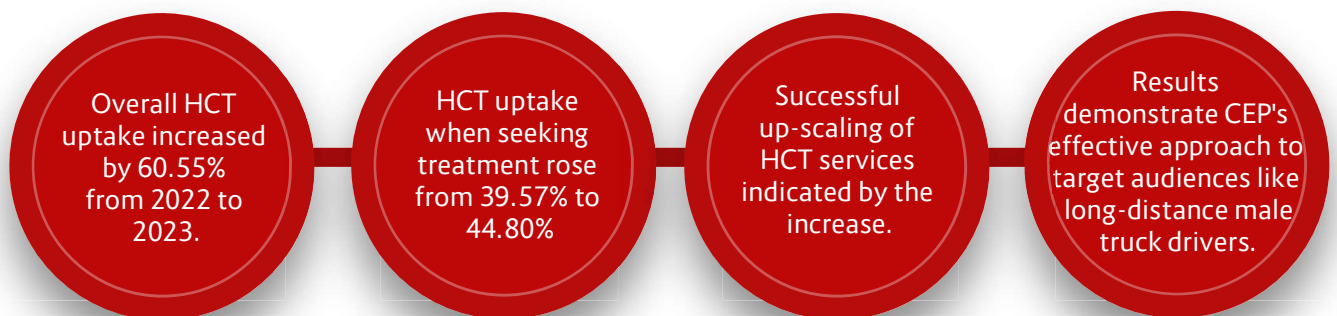 Overall HCT
uptake increased
by 60.55%
from 2022 to
2023.
HCT uptake
when seeking
treatment rose
from 39.57% to
44.80%
Successful
up-scaling of
HCT services
indicated by the
increase.
Results
demonstrate CEP's
effective approach to
target audiences like
long-distance male
truck drivers.